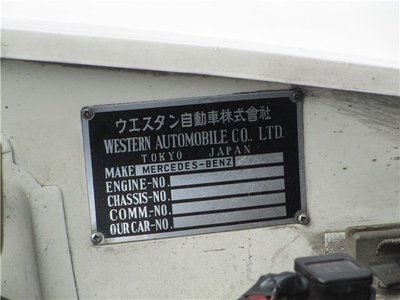 ウエスタン自動車株式會社
WESTERN AUTOMOBILE CO., LTD.
TOKYO JAPAN
MAKE MERCEDES-BENZ
ENGINE-NO.
CHASSIS-NO.
COMM.-NO.
OUR CAR-NO.